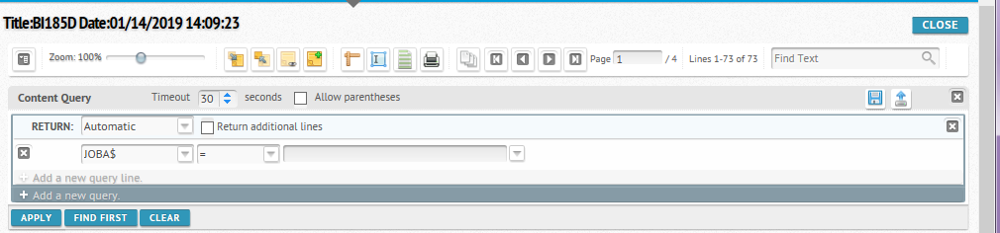 Title:BI185D Date:01/14/2019 14:09:23
CLOSE
Zoom: 100%
Page 1 / 4 Lines 1-73 of 73 Find Text
Content Query Timeout 30 seconds Allow parentheses
RETURN: Automatic Return additional lines
JOBA$ =
Add a new query line.
Add a new query.
APPLY FIND FIRST CLEAR